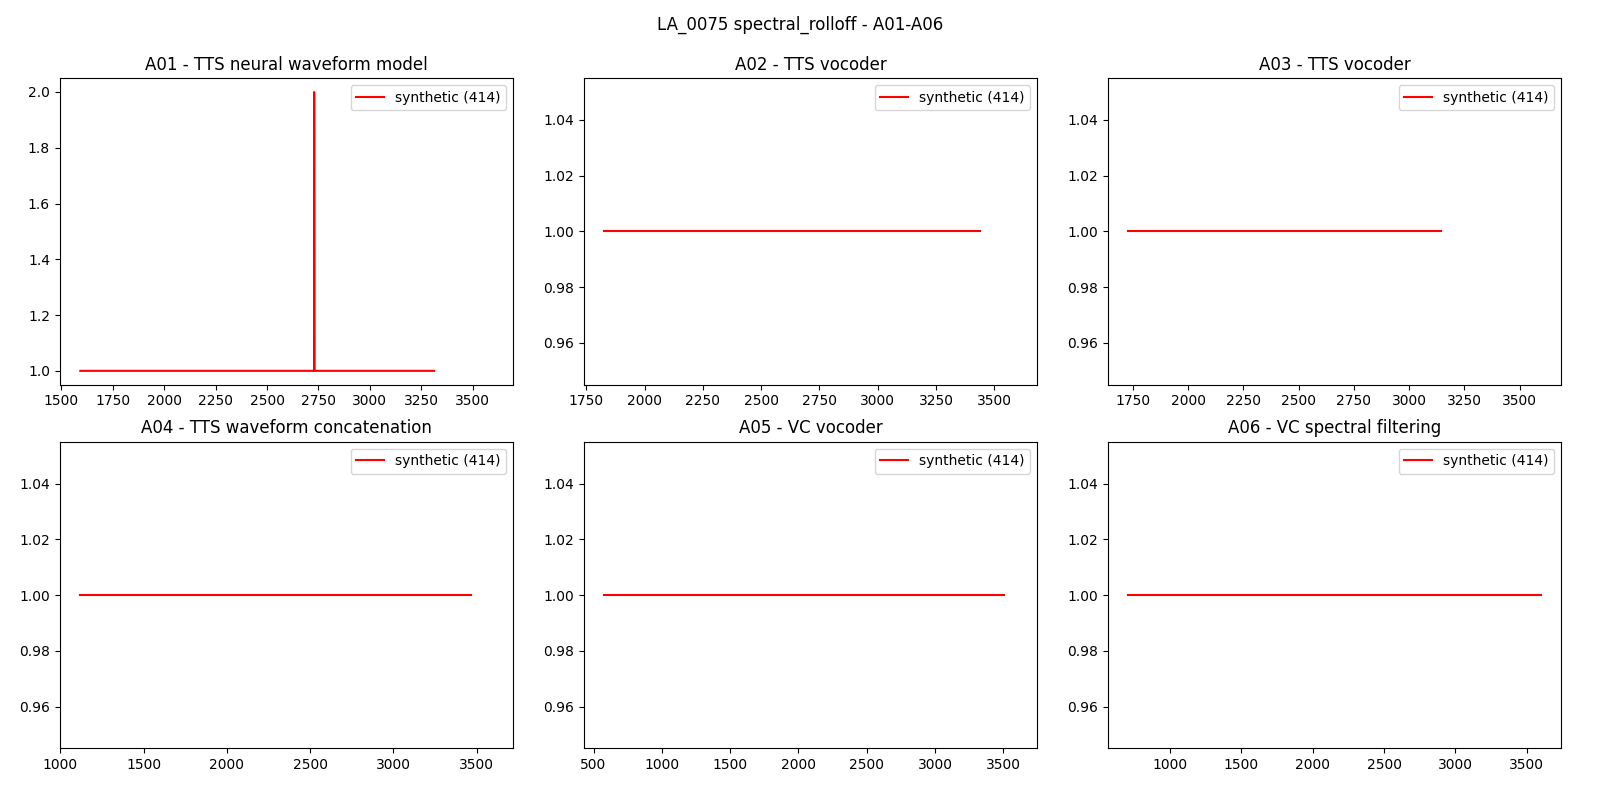 LA_0075 spectral_rolloff - A01-A06
A01 - TTS neural waveform model
synthetic (414)
2.0
1.8
1.6
1.4
1.2
1.0
1500 1750 2000 2250 2500 2750 3000 3250 3500
A02 - TTS vocoder
synthetic (414)
1.04
1.02
1.00
0.98
0.96
1750 2000 2250 2500 2750 3000 3250 3500
A03 - TTS vocoder
synthetic (414)
1.04
1.02
1.00
0.98
0.96
1750 2000 2250 2500 2750 3000 3250 3500
A04 - TTS waveform concatenation
synthetic (414)
1.04
1.02
1.00
0.98
0.96
1000 1500 2000 2500 3000 3500
A05 - VC vocoder
synthetic (414)
1.04
1.02
1.00
0.98
0.96
500 1000 1500 2000 2500 3000 3500
A06 - VC spectral filtering
synthetic (414)
1.04
1.02
1.00
0.98
0.96
1000 1500 2000 2500 3000 3500